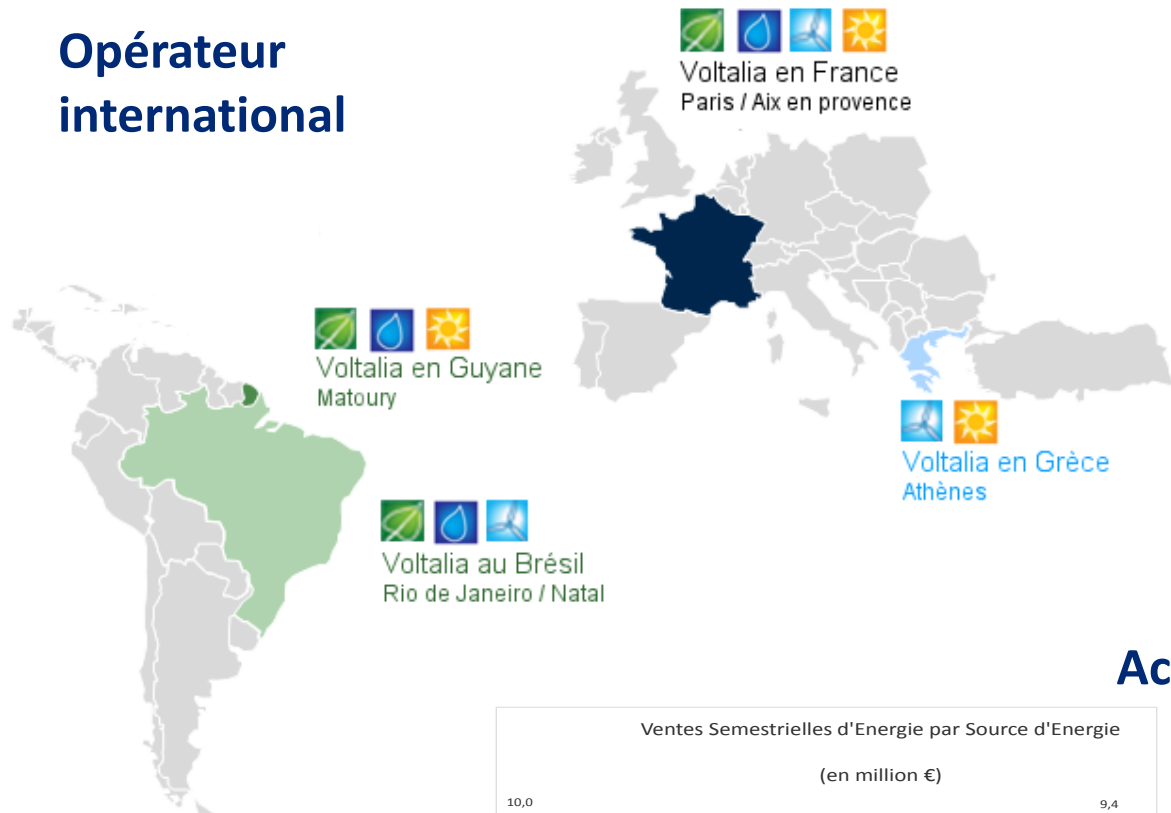 Opérateur
international
Voltalia en France
Paris / Aix en provence
Voltalia en Guyane
Matoury
Voltalia en Grèce
Athènes
Voltalia au Brésil
Rio de Janeiro / Natal
Ac
Ventes Semestrielles d'Energie par Source d'Energie
(en million €)
10,0
9,4